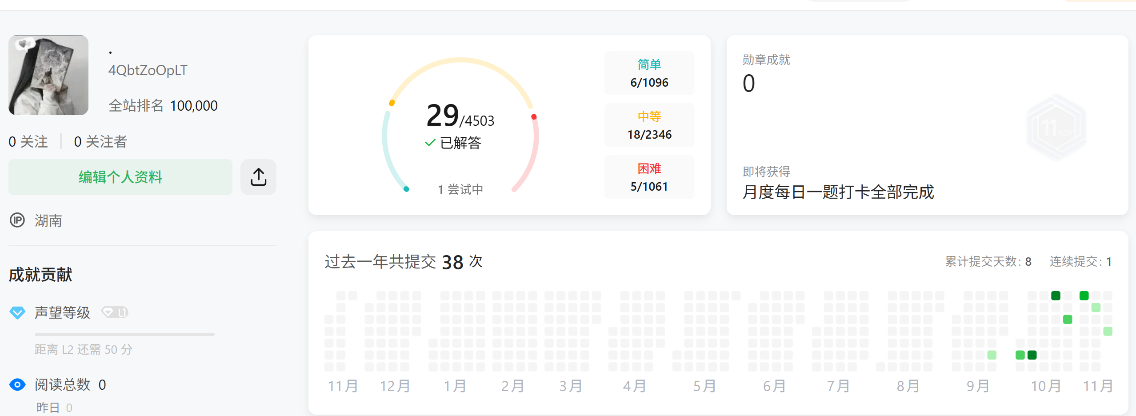 .
4QbtZoOpLT
全站排名 100,000
0 关注 | 0 关注者
编辑个人资料
IP 湖南
成就贡献
声望等级 L1
距离 L2 还需 50 分
阅读总数 0
昨日 0
29/4503
已解答
1 尝试中
简单
6/1096
中等
18/2346
困难
5/1061
勋章成就
0
11
即将获得
月度每日一题打卡全部完成
过去一年共提交 38 次
累计提交天数: 8 连续提交: 1
11月 12月 1月 2月 3月 4月 5月 6月 7月 8月 9月 10月 11月